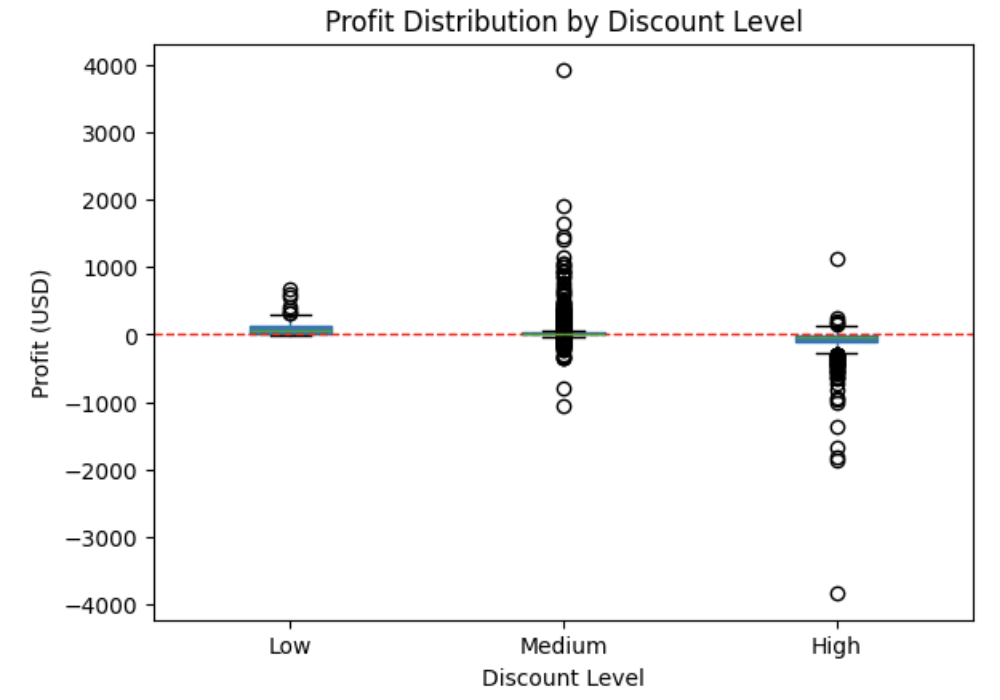 Profit Distribution by Discount Level
4000
3000
2000
1000
0
−1000
−2000
−3000
−4000
Profit (USD)
Low Medium High
Discount Level